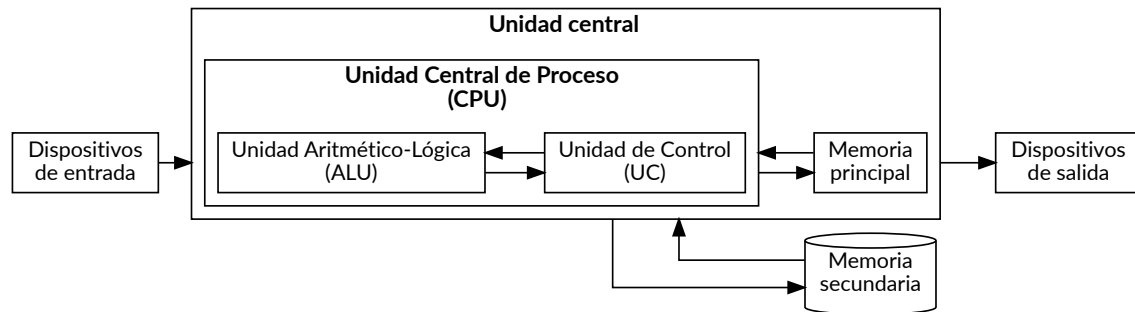 Unidad central
Unidad Central de Proceso
(CPU)
Dispositivos
de entrada
Unidad Aritmético-Lógica
(ALU)
Unidad de Control
(UC)
Memoria
principal
Dispositivos
de salida
Memoria
secundaria